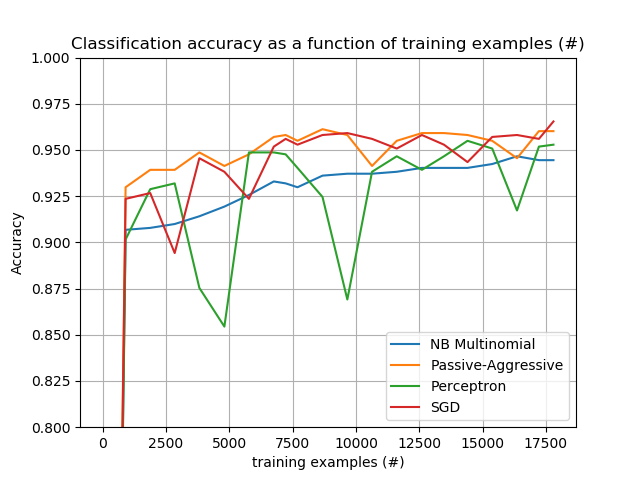 Classification accuracy as a function of training examples (#)
1.000
0.975
0.950
0.925
0.900
0.875
0.850
0.825
0.800
Accuracy
NB Multinomial
Passive-Aggressive
Perceptron
SGD
0 2500 5000 7500 10000 12500 15000 17500
training examples (#)